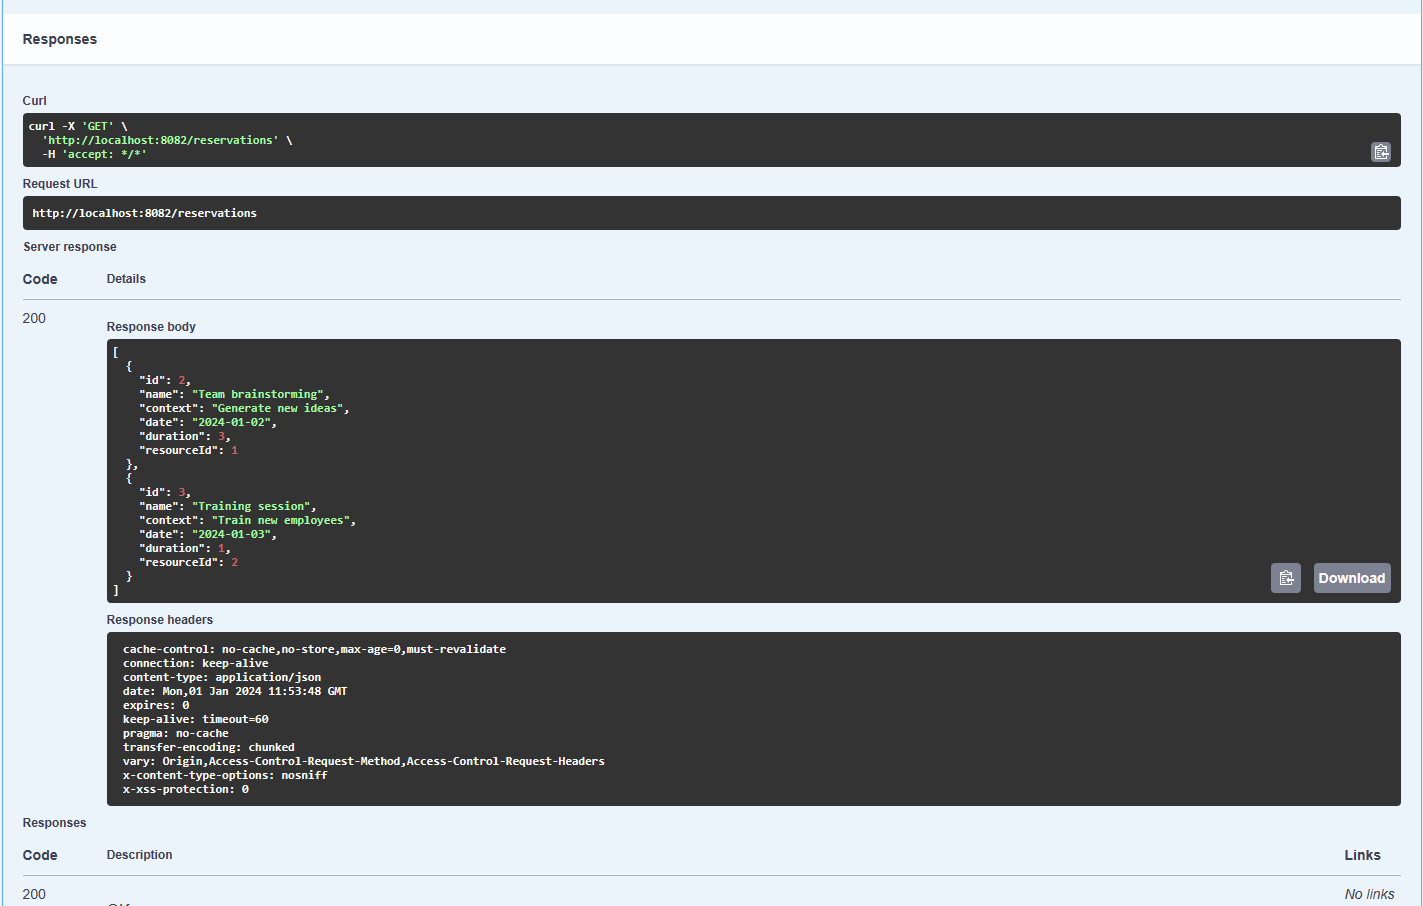 Responses
Curl
curl -X 'GET' \
'http://localhost:8082/reservations' \
-H 'accept: */*'
Request URL
http://localhost:8082/reservations
Server response
Code Details
200
Response body
[
{
"id": 2,
"name": "Team brainstorming",
"context": "Generate new ideas",
"date": "2024-01-02",
"duration": 3,
"resourceId": 1
},
{
"id": 3,
"name": "Training session",
"context": "Train new employees",
"date": "2024-01-03",
"duration": 1,
"resourceId": 2
}
]
Download
Response headers
cache-control: no-cache,no-store,max-age=0,must-revalidate
connection: keep-alive
content-type: application/json
date: Mon,01 Jan 2024 11:53:48 GMT
expires: 0
keep-alive: timeout=60
pragma: no-cache
transfer-encoding: chunked
vary: Origin,Access-Control-Request-Method,Access-Control-Request-Headers
x-content-type-options: nosniff
x-xss-protection: 0
Responses
Code Description Links
200 No links